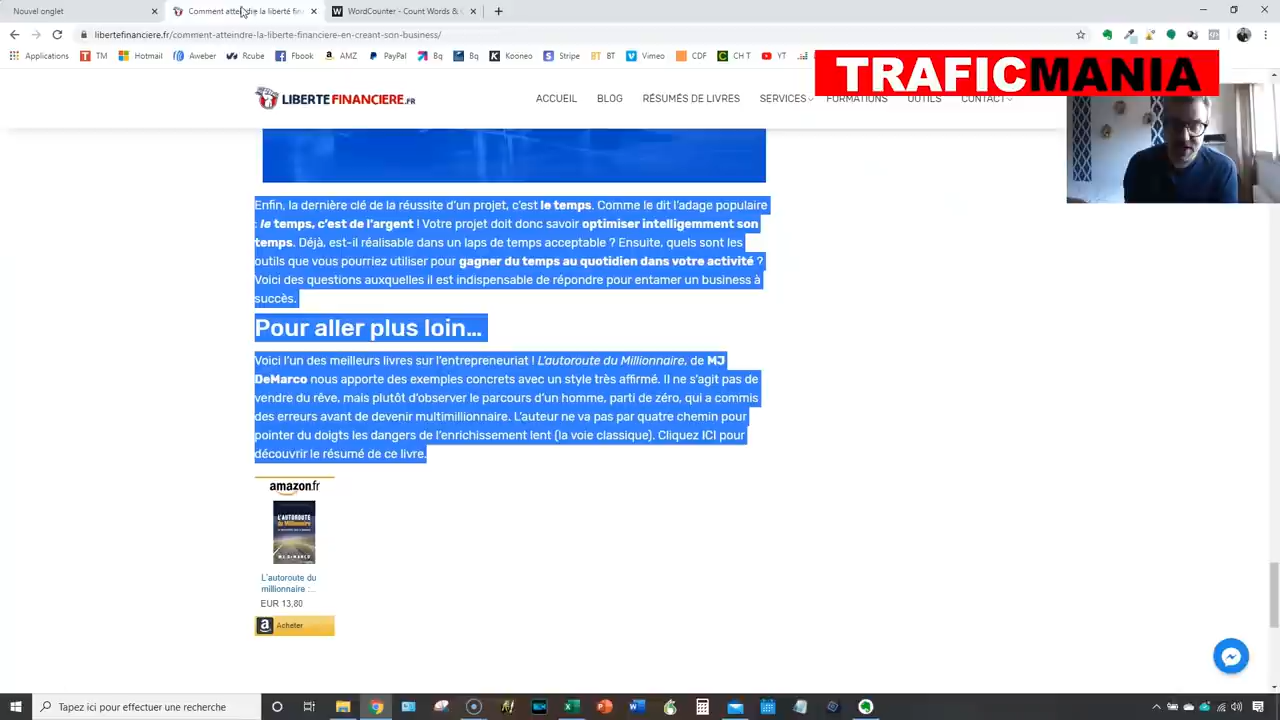 Nouvel onglet
Comment atteindre la liberté fin
WordCounter - Count Words &
libertefinanciere.fr/comment-atteindre-la-liberte-financiere-en-creant-son-business/
Applications TM Hotmail Aweber Rcube Ebook AMZ PayPal Bq Bq Kooneo Stripe BT Vimeo CDF CH T YT
TRAFICMANIA
LIBERTEFINANCIERE.FR
ACCUEIL BLOG RÉSUMÉS DE LIVRES SERVICES FORMATIONS OUTILS CONTACT
Enfin, la dernière clé de la réussite d'un projet, c'est le temps. Comme le dit l'adage populaire
: le temps, c'est de l'argent ! Votre projet doit donc savoir optimiser intelligemment son
temps. Déjà, est-il réalisable dans un laps de temps acceptable ? Ensuite, quels sont les
outils que vous pourriez utiliser pour gagner du temps au quotidien dans votre activité ?
Voici des questions auxquelles il est indispensable de répondre pour entamer un business à
succès.
Pour aller plus loin…
Voici l'un des meilleurs livres sur l'entrepreneuriat ! L'autoroute du Millionnaire, de MJ
DeMarco nous apporte des exemples concrets avec un style très affirmé. Il ne s'agit pas de
vendre du rêve, mais plutôt d'observer le parcours d'un homme, parti de zéro, qui a commis
des erreurs avant de devenir multimillionnaire. L'auteur ne va pas par quatre chemin pour
pointer du doigts les dangers de l'enrichissement lent (la voie classique). Cliquez ICI pour
découvrir le résumé de ce livre.
amazon.fr
L'AUTOROUTE
du Millionnaire
MJ DEMARCO
L'autoroute du
millionnaire :...
EUR 13,80
Acheter
Tapez ici pour effectuer une recherche